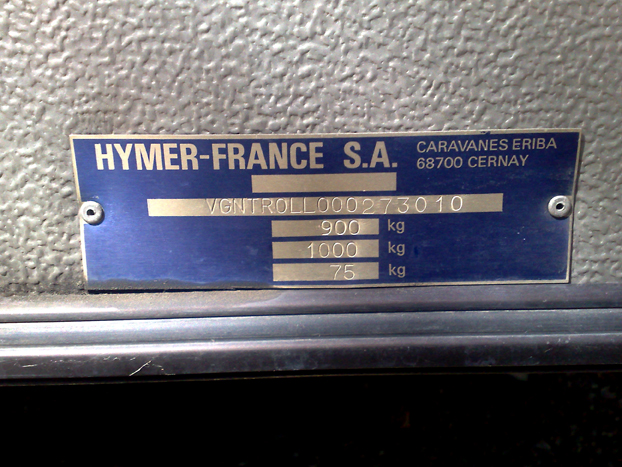 HYMER-FRANCE S.A.
CARAVANES ERIBA
68700 CERNAY
VGNTROLL000273010
900 kg
1000 kg
75 kg